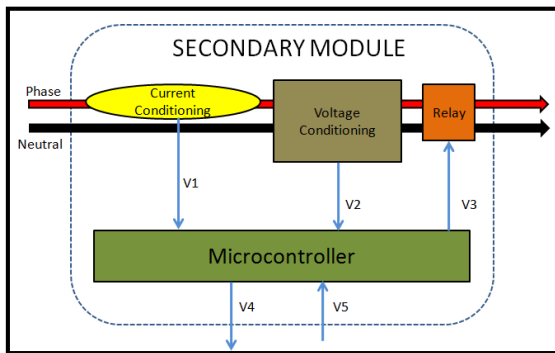 SECONDARY MODULE
Phase
Current
Conditioning
Voltage
Conditioning
Relay
Neutral
V1
V2
V3
Microcontroller
V4
V5